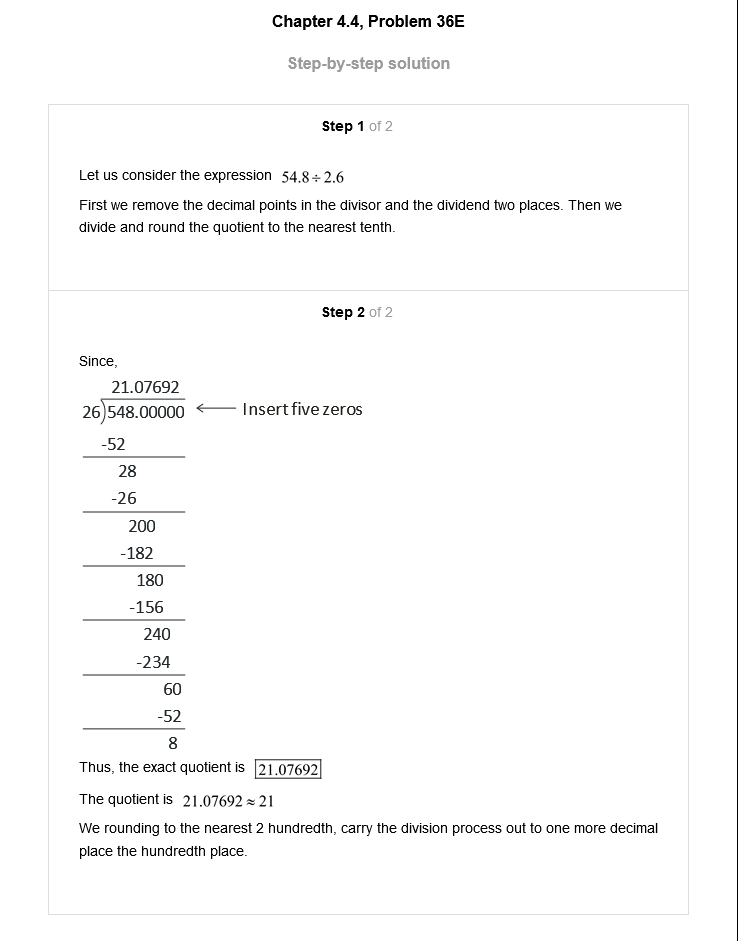 Chapter 4.4, Problem 36E
Step-by-step solution
Step 1 of 2
Let us consider the expression 54.8÷2.6
First we remove the decimal points in the divisor and the dividend two places. Then we
divide and round the quotient to the nearest tenth.
Step 2 of 2
Since,
21.07692
26)548.00000 ← Insert five zeros
-52
28
-26
200
-182
180
-156
240
-234
60
-52
8
Thus, the exact quotient is 21.07692
The quotient is 21.07692≈21
We rounding to the nearest 2 hundredth, carry the division process out to one more decimal
place the hundredth place.